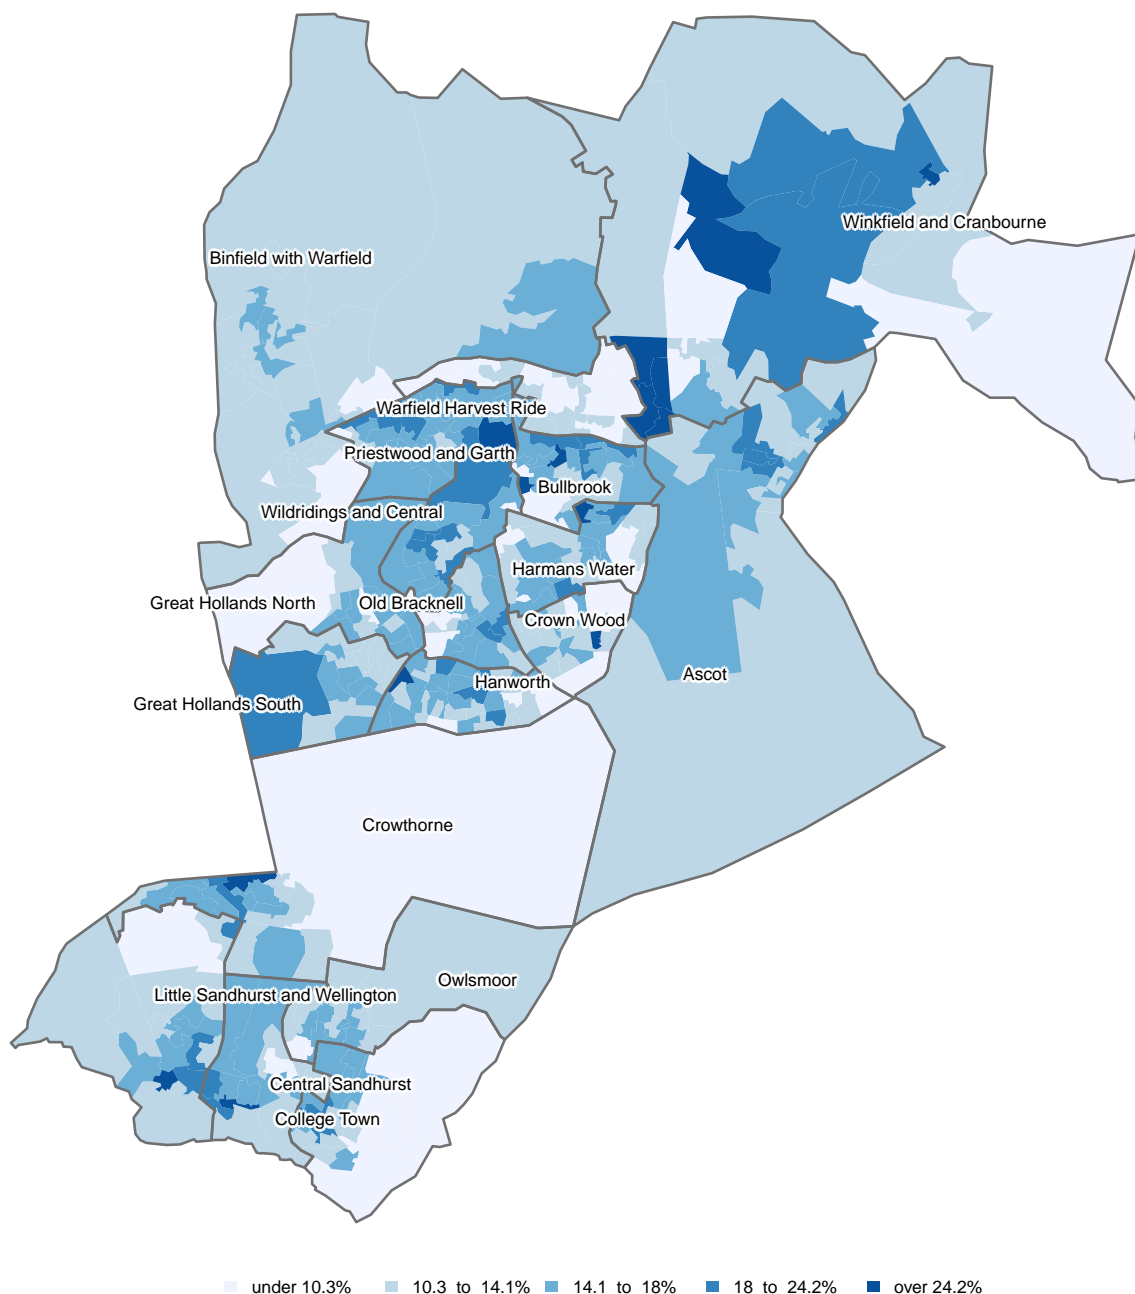 Winkfield and Cranbourne
Binfield with Warfield
Warfield Harvest Ride
Priestwood and Garth
Bullbrook
Wildridings and Central
Harmans Water
Great Hollands North
Old Bracknell
Crown Wood
Ascot
Hanworth
Great Hollands South
Crowthorne
Owlsmoor
Little Sandhurst and Wellington
Central Sandhurst
College Town
under 10.3% 10.3 to 14.1% 14.1 to 18% 18 to 24.2% over 24.2%